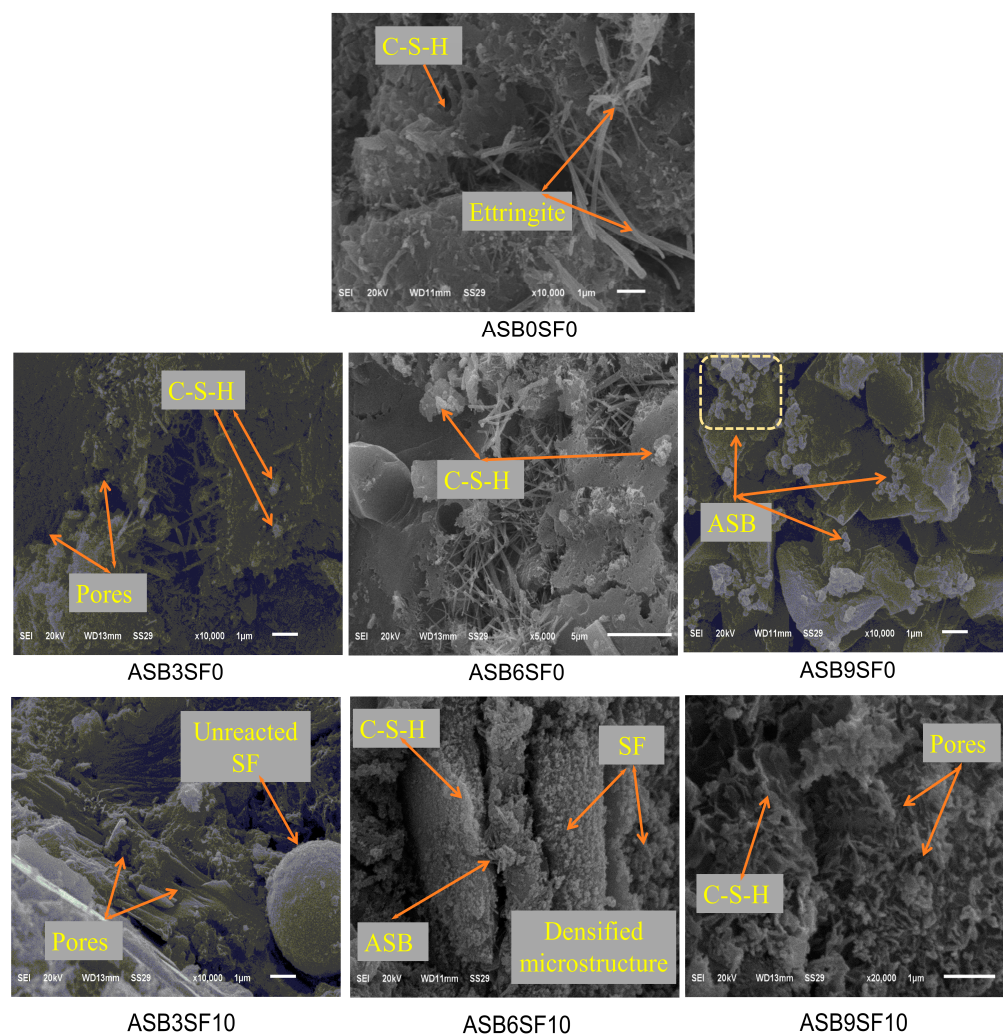 C-S-H
Ettringite
SEI 20kV WD11mm SS29 x10,000 1μm
ASB0SF0
C-S-H
Pores
SEI 20kV WD13mm SS29 x10,000 1μm
ASB3SF0
C-S-H
SEI 20kV WD13mm SS29 x5,000 5μm
ASB6SF0
ASB
SEI 20kV WD11mm SS29 x10,000 1μm
ASB9SF0
Unreacted
SF
Pores
SEI 20kV WD13mm SS29 x10,000 1μm
ASB3SF10
C-S-H
SF
ASB
Densified
microstructure
SEI 20kV WD11mm SS29
ASB6SF10
Pores
C-S-H
SEI 20kV WD13mm SS29 x20,000 1μm
ASB9SF10